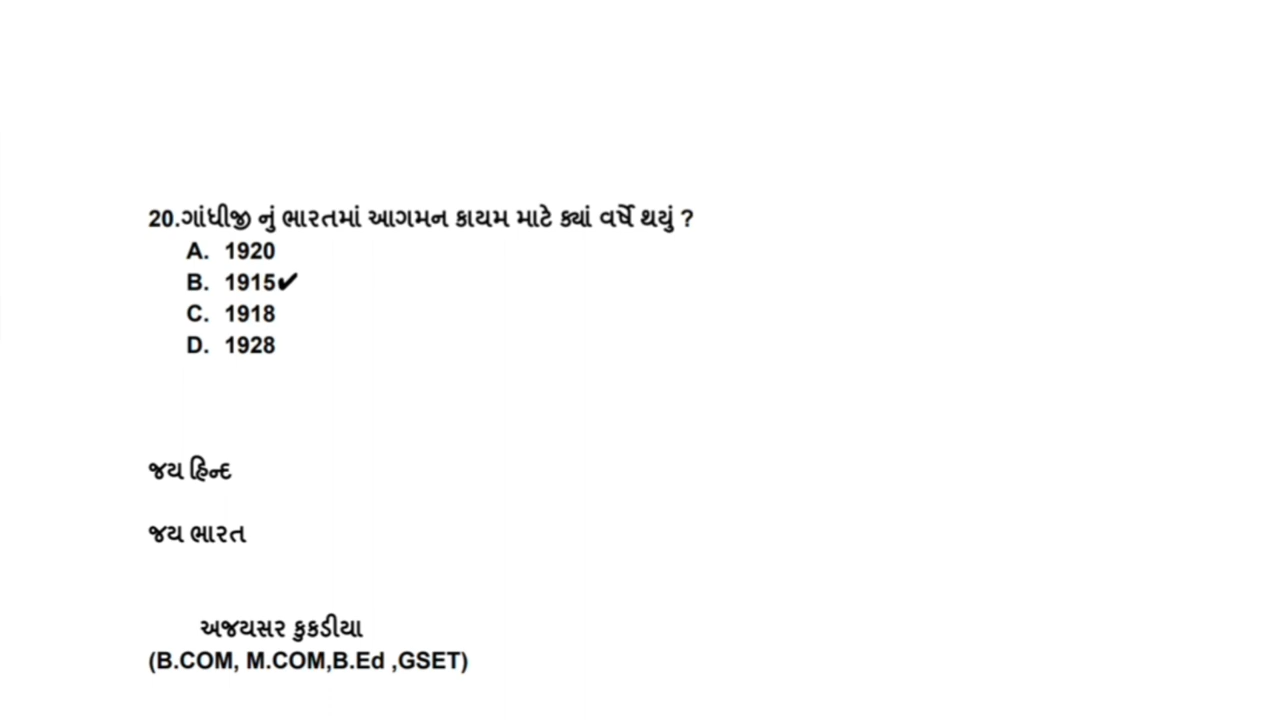 20.ગાંધીજી નું ભારતમાં આગમન કાયમ માટે ક્યાં વર્ષે થયું ?
A. 1920
B. 1915✔
C. 1918
D. 1928
જય હિન્દ
જય ભારત
અજયસર કુકડીયા
(B.COM, M.COM,B.Ed ,GSET)